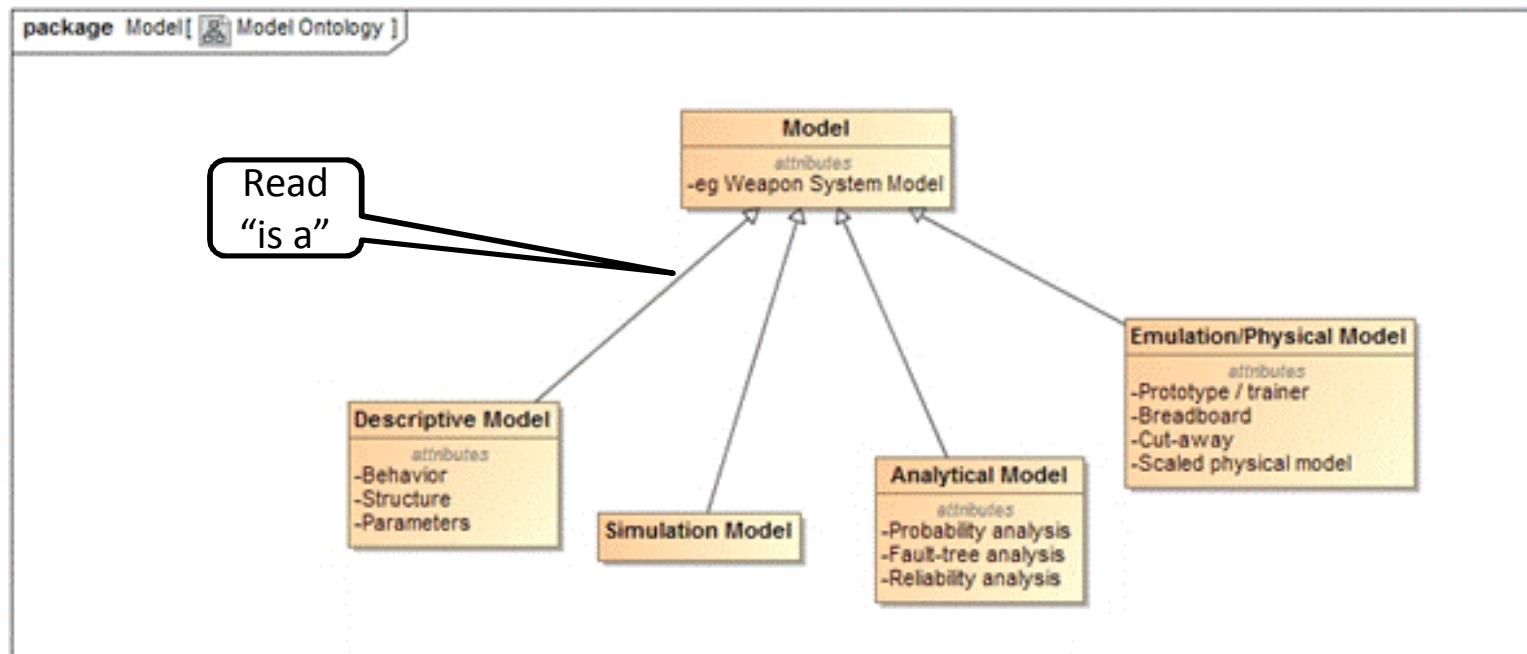 package Model[ Model Ontology ]
Model
attributes
-eg Weapon System Model
Read
“is a”
Descriptive Model
attributes
-Behavior
-Structure
-Parameters
Simulation Model
Analytical Model
attributes
-Probability analysis
-Fault-tree analysis
-Reliability analysis
Emulation/Physical Model
attributes
-Prototype / trainer
-Breadboard
-Cut-away
-Scaled physical model